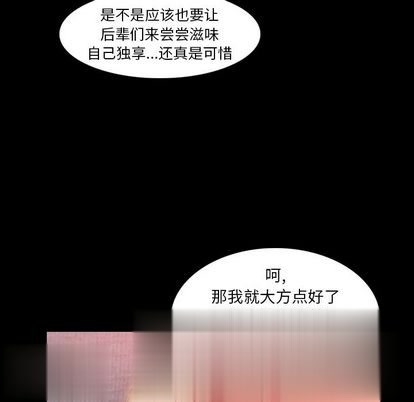 是不是应该也要让
后辈们来尝尝滋味
自己独享...还真是可惜
呵,
那我就大方点好了